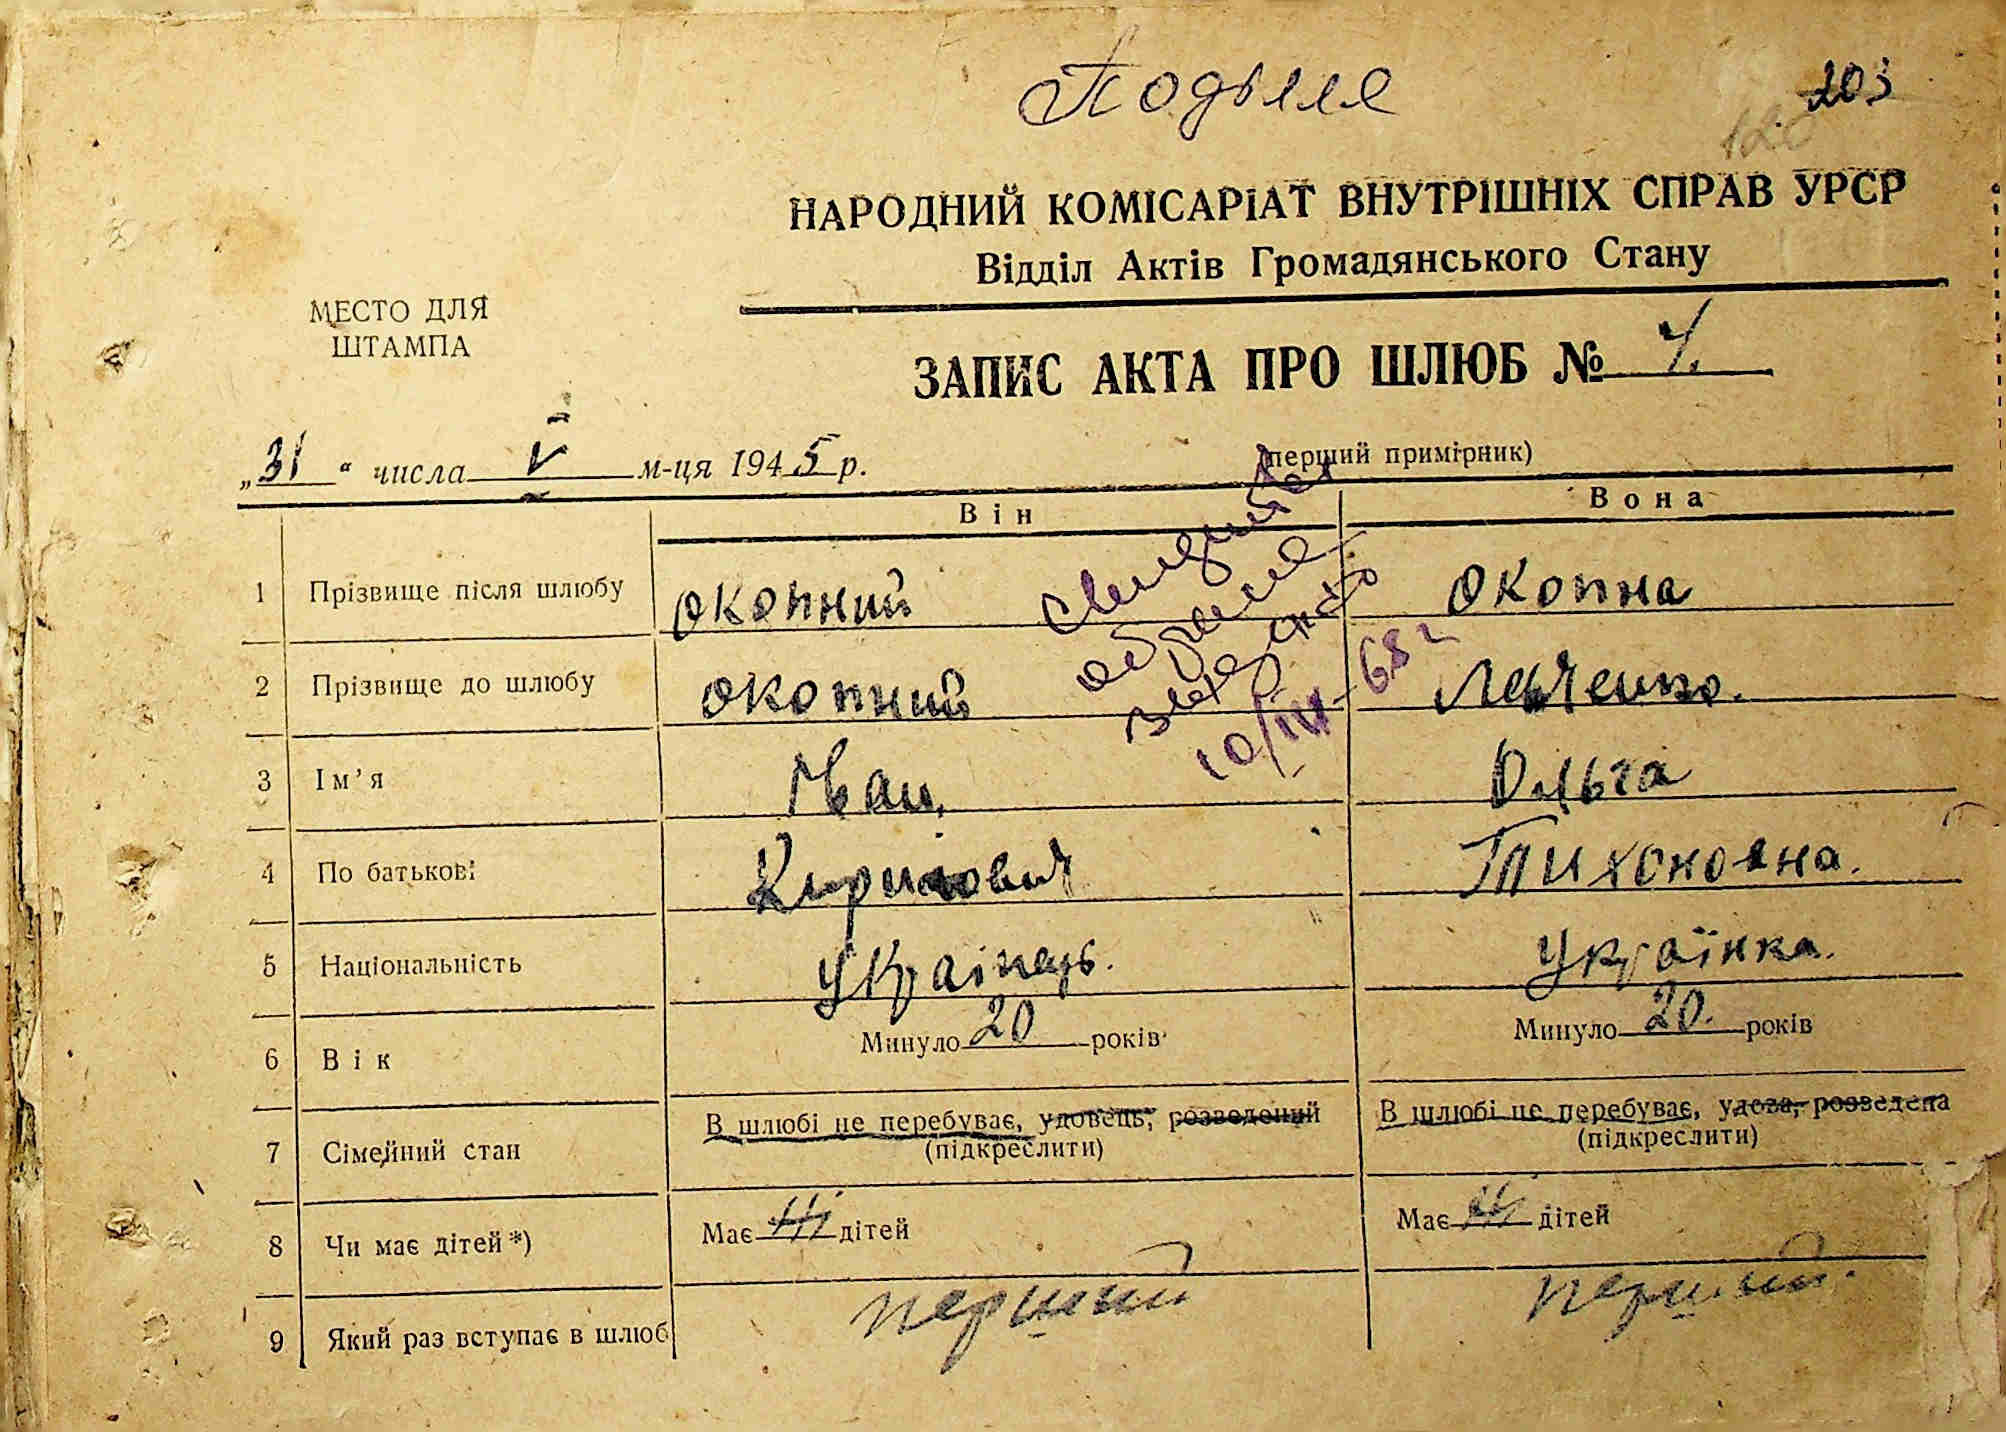 Подълля
203
120
НАРОДНИЙ КОМІСАРІАТ ВНУТРІШНІХ СПРАВ УРСР
Відділ Актів Громадянського Стану
МЕСТО ДЛЯ
ШТАМПА
ЗАПИС АКТА ПРО ШЛЮБ №
„31“ числа V м-ця 1945 р.
(перший примірник)
Він Вона
1 Прізвище після шлюбу Окопний Окопна
2 Прізвище до шлюбу Окопний Левченко.
3 Ім’я Іван Ольга
4 По батькові Кирилович Тихоновна.
5 Національність Українець. Українка.
6 Вік Минуло 20 років Минуло 20. років
7 Сімейний стан В шлюбі не перебуває, удовець, розведений В шлюбі не перебуває, удова, розведена
(підкреслити) (підкреслити)
8 Чи має дітей*) Має ні дітей Має ні дітей
9 Який раз вступає в шлюб перший перший.
10/III-68 г